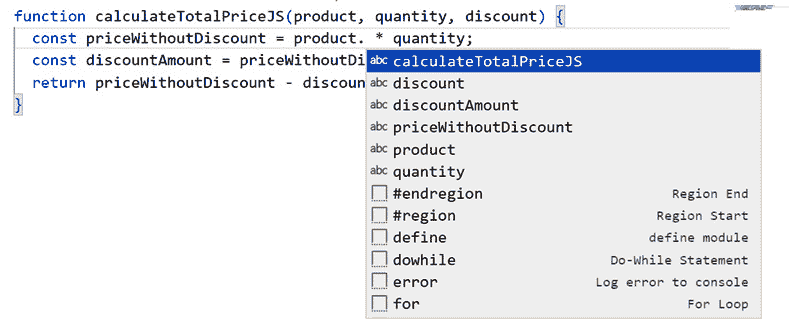 function calculateTotalPriceJS(product, quantity, discount) {
const priceWithoutDiscount = product. * quantity;
const discountAmount = priceWithoutDi
return priceWithoutDiscount - discoun
}
abc calculateTotalPriceJS
abc discount
abc discountAmount
abc priceWithoutDiscount
abc product
abc quantity
#endregion Region End
#region Region Start
define define module
dowhile Do-While Statement
error Log error to console
for For Loop